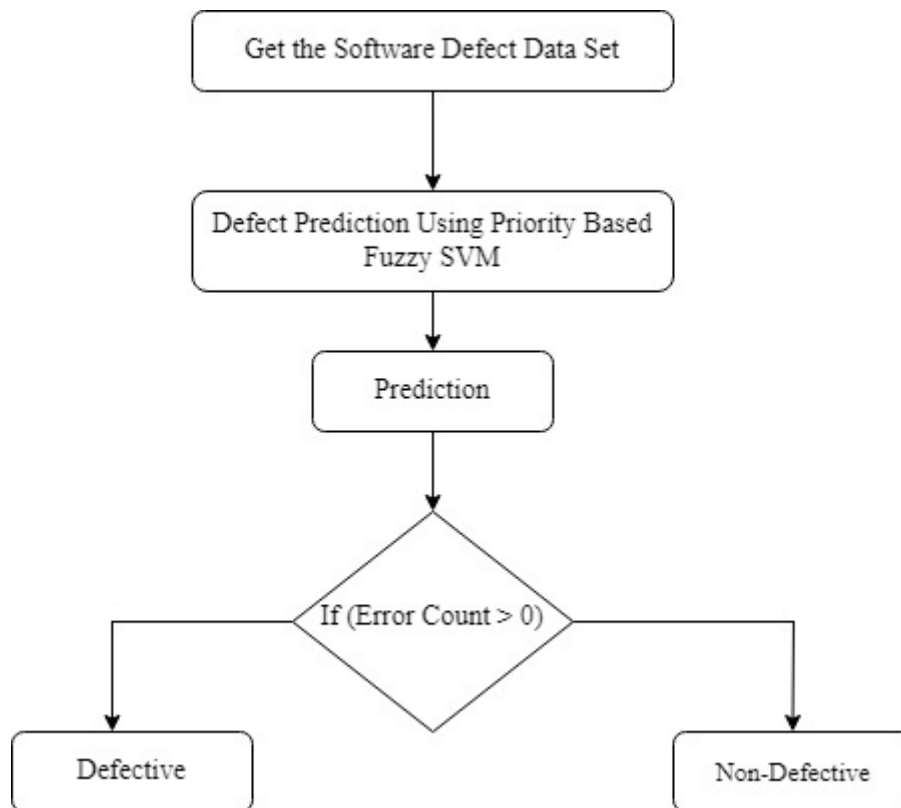 Get the Software Defect Data Set
Defect Prediction Using Priority Based
Fuzzy SVM
Prediction
If (Error Count > 0)
Defective
Non-Defective